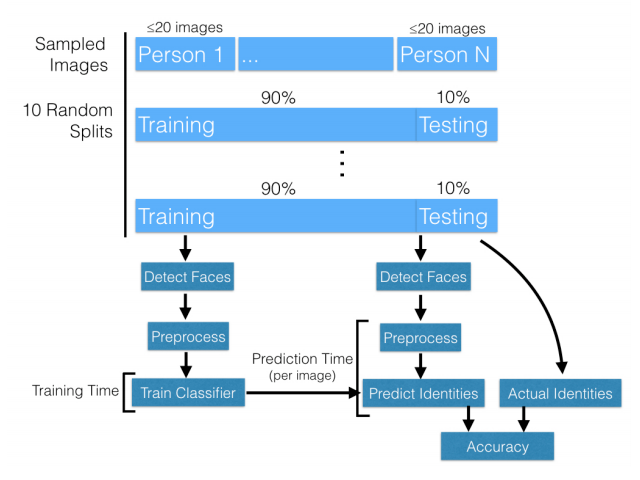 ≤20 images
≤20 images
Sampled
Images
Person 1
...
Person N
90%
10%
10 Random
Splits
Training
Testing
90%
10%
Training
Testing
Detect Faces
Detect Faces
Preprocess
Preprocess
Prediction Time
(per image)
Training Time
Train Classifier
Predict Identities
Actual Identities
Accuracy